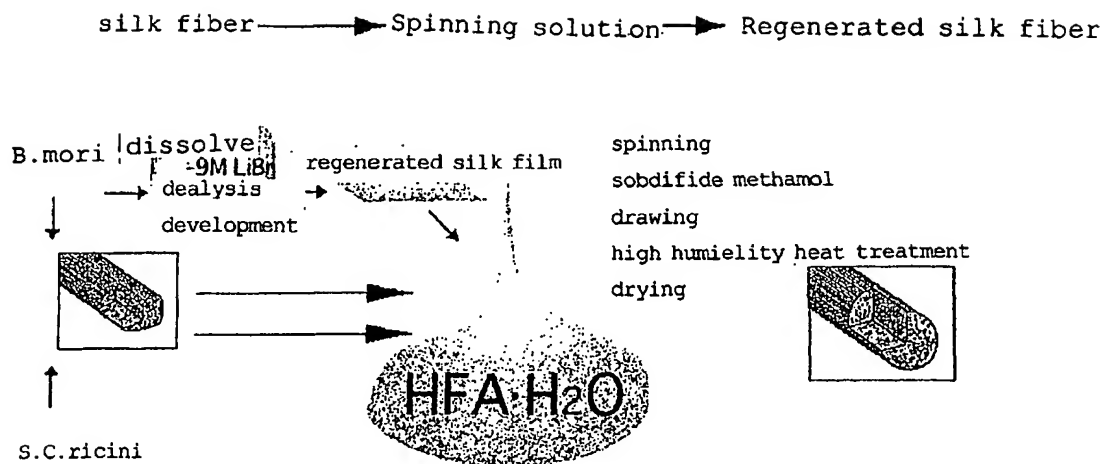 silk fiber Spinning solution Regenerated silk fiber
B.mori dissolve
9M LiBr
dealysis
development
regenerated silk film
spinning
sobdifide methamol
drawing
high humielity heat treatment
drying
HFA·H2O
S.C.ricini